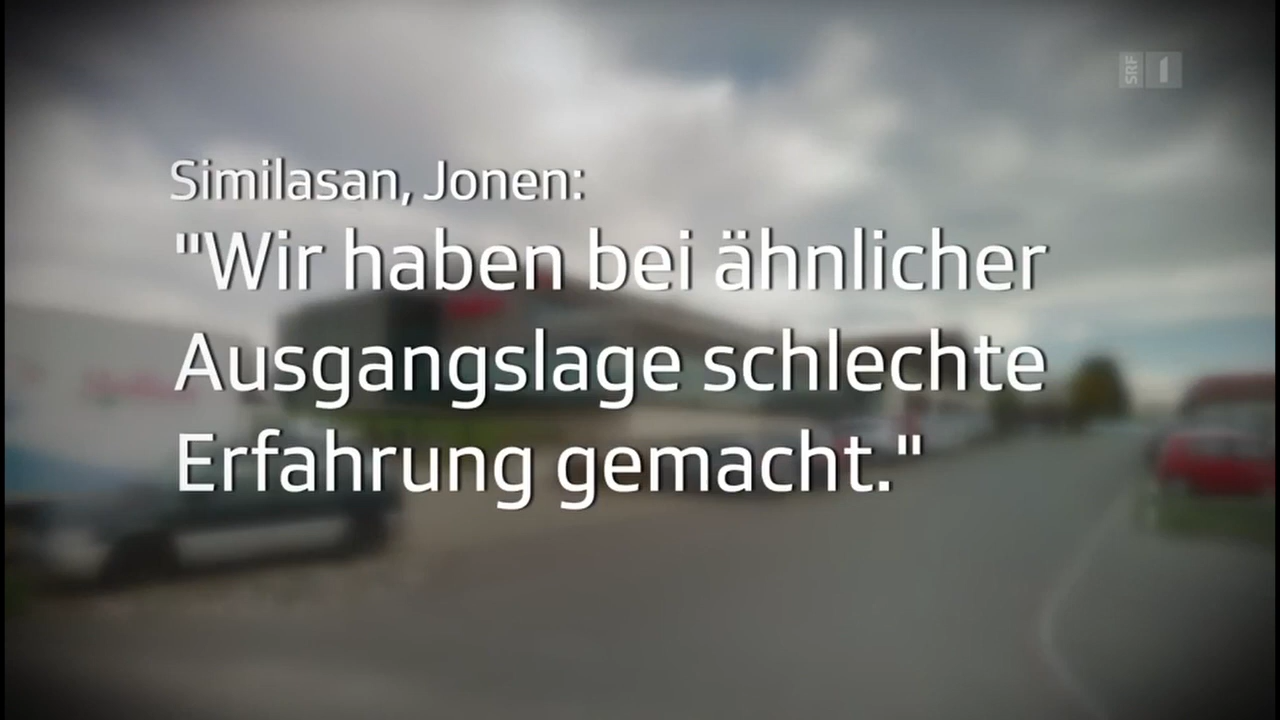 SRF 1
Similasan, Jonen:
"Wir haben bei ähnlicher
Ausgangslage schlechte
Erfahrung gemacht."